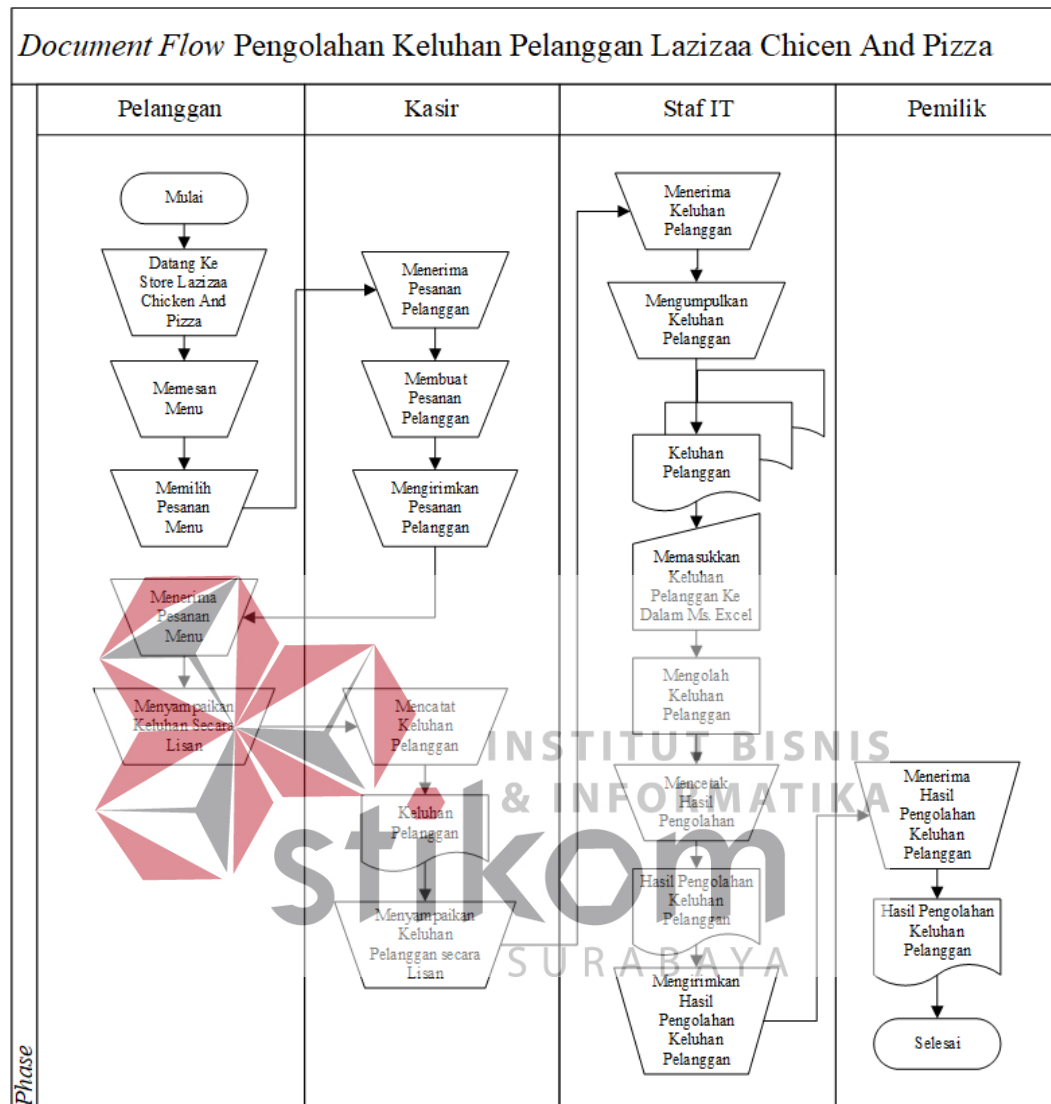 Document Flow Pengolahan Keluhan Pelanggan Lazizaa Chicen And Pizza
Pelanggan
Kasir
Staf IT
Pemilik
Mulai
Datang Ke
Store Lazizaa
Chicken And
Pizza
Memesan
Menu
Memilih
Pesanan
Menu
Menerima
Pesanan
Menu
Menyampaikan
Keluhan Secara
Lisan
Menerima
Pesanan
Pelanggan
Membuat
Pesanan
Pelanggan
Mengirimkan
Pesanan
Pelanggan
Mencatat
Keluhan
Pelanggan
Keluhan
Pelanggan
Menyampaikan
Keluhan
Pelanggan secara
Lisan
Menerima
Keluhan
Pelanggan
Mengumpulkan
Keluhan
Pelanggan
Keluhan
Pelanggan
Memasukkan
Keluhan
Pelanggan Ke
Dalam Ms. Excel
Mengolah
Keluhan
Pelanggan
Mencetak
Hasil
Pengolahan
Hasil Pengolahan
Keluhan
Pelanggan
Mengirimkan
Hasil
Pengolahan
Keluhan
Pelanggan
Menerima
Hasil
Pengolahan
Keluhan
Pelanggan
Hasil Pengolahan
Keluhan
Pelanggan
Selesai
Phase
INSTITUT BISNIS
& INFORMATIKA
stikom
SURABAYA